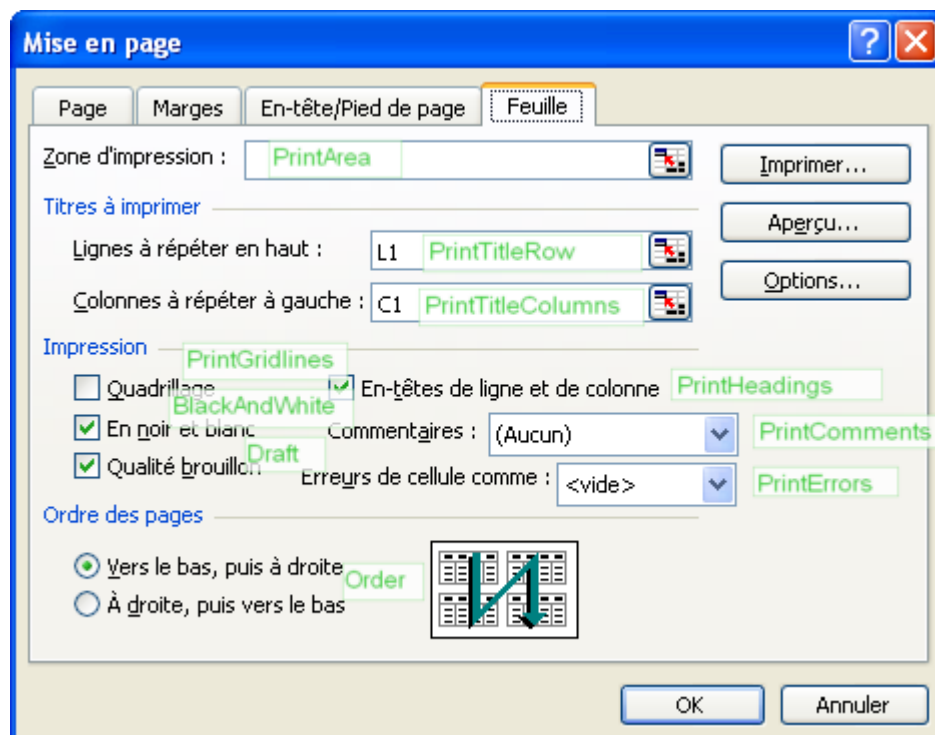 Mise en page
Page Marges En-tête/Pied de page Feuille
Zone d'impression : PrintArea Imprimer...
Titres à imprimer Aperçu...
Lignes à répéter en haut : L1 PrintTitleRow
Options...
Colonnes à répéter à gauche : C1 PrintTitleColumns
Impression
PrintGridlines
Quadrillage En-têtes de ligne et de colonne PrintHeadings
BlackAndWhite
En noir et blanc Commentaires : (Aucun) PrintComments
Draft
Qualité brouillon Erreurs de cellule comme : <vide> PrintErrors
Ordre des pages
Vers le bas, puis à droite
Order
À droite, puis vers le bas
OK Annuler